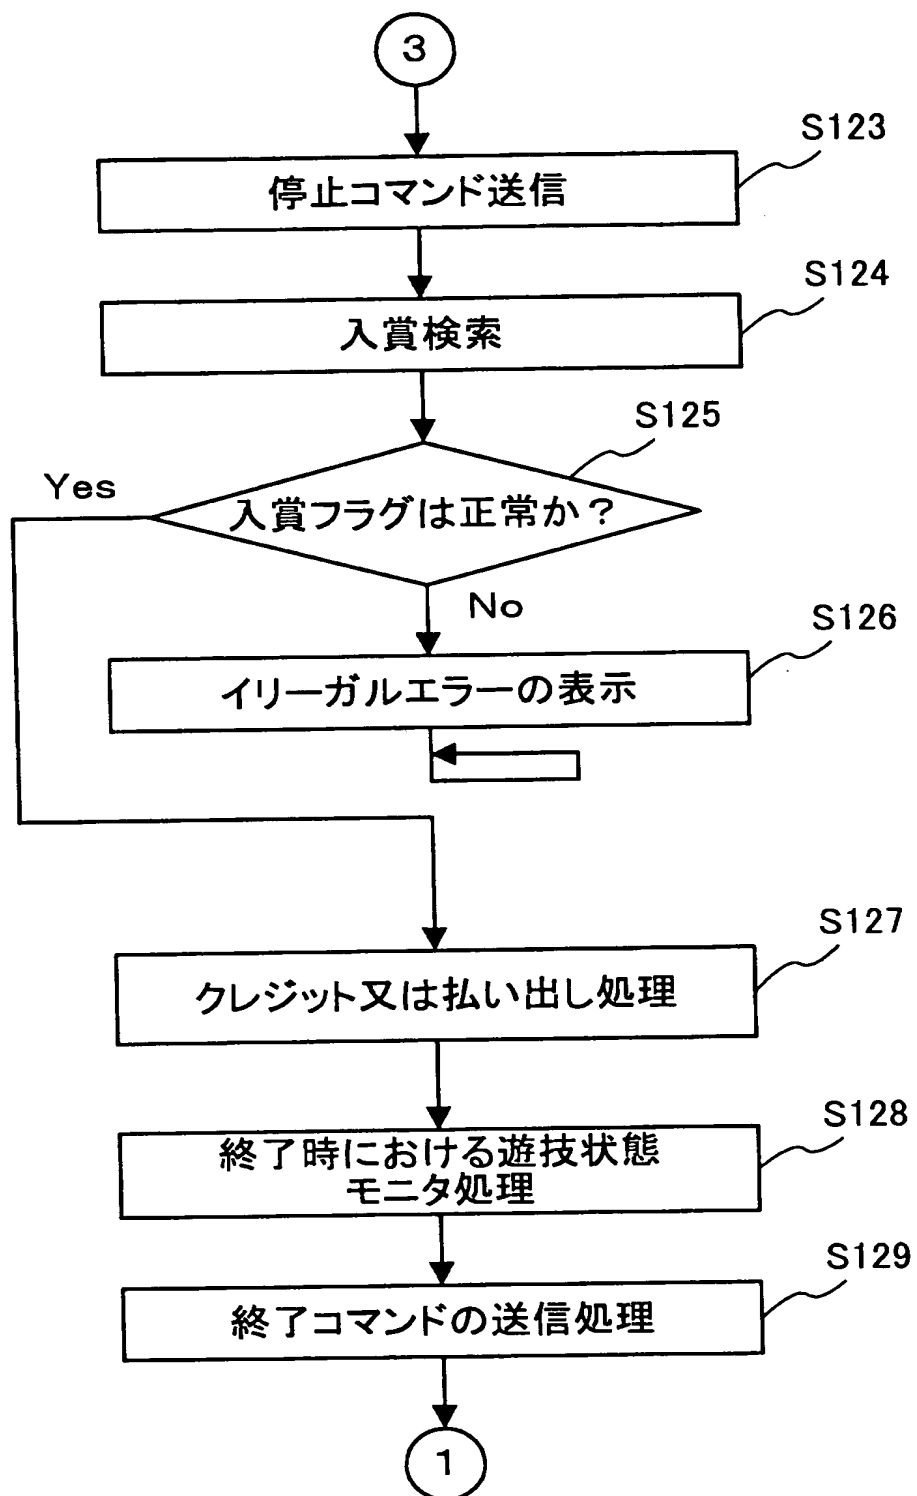 3
S123
停止コマンド送信
S124
入賞検索
S125
Yes
入賞フラグは正常か？
No
S126
イリーガルエラーの表示
S127
クレジット又は払い出し処理
S128
終了時における遊技状態
モニタ処理
S129
終了コマンドの送信処理
1